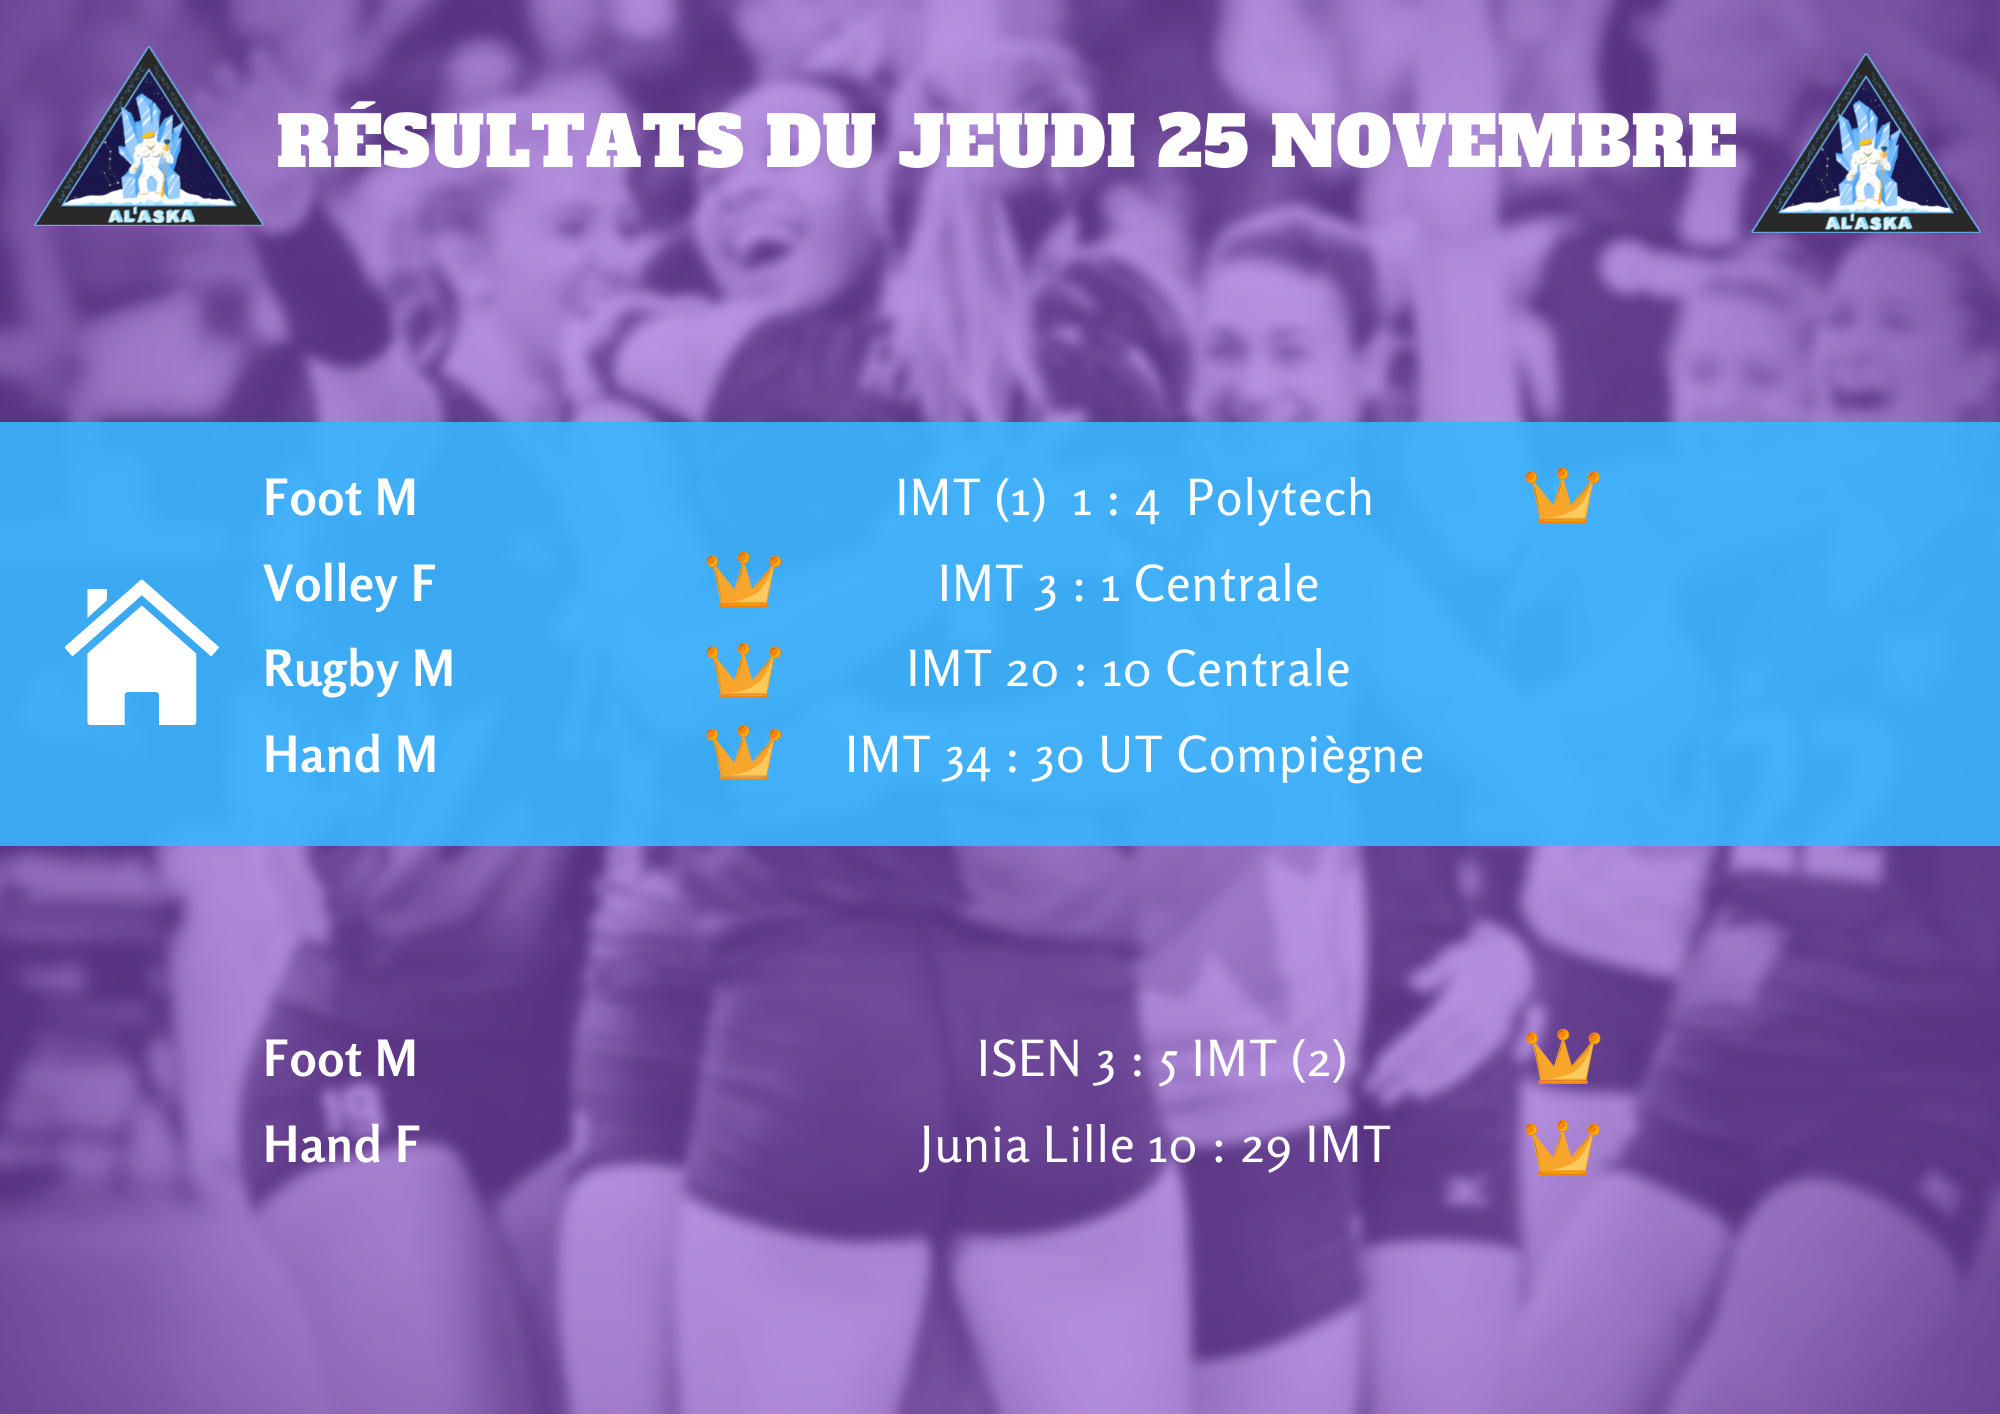 RÉSULTATS DU JEUDI 25 NOVEMBRE
AL'ASKA
AL'ASKA
Foot M
IMT (1) 1 : 4 Polytech
Volley F
IMT 3 : 1 Centrale
Rugby M
IMT 20 : 10 Centrale
Hand M
IMT 34 : 30 UT Compiègne
22
Foot M
ISEN 3 : 5 IMT (2)
19
Hand F
Junia Lille 10 : 29 IMT